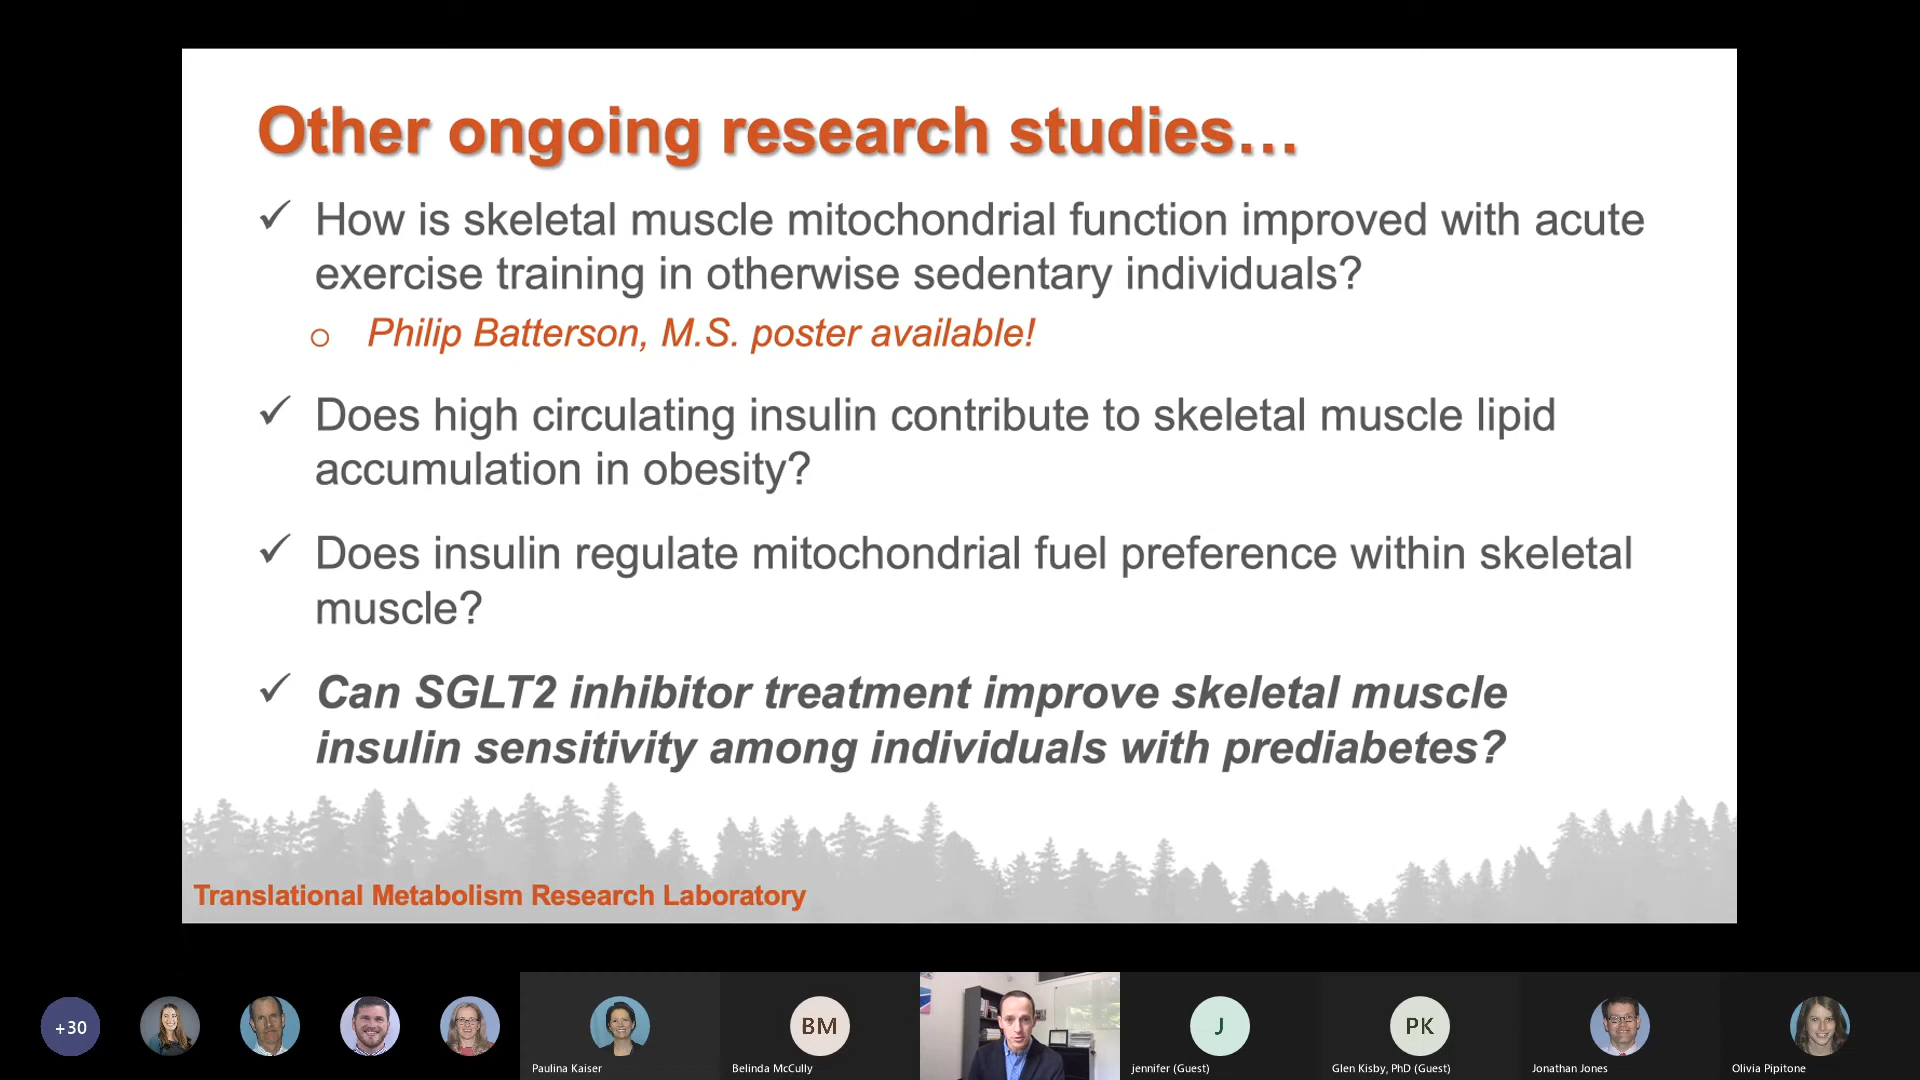 Other ongoing research studies…
✓ How is skeletal muscle mitochondrial function improved with acute
exercise training in otherwise sedentary individuals?
o Philip Batterson, M.S. poster available!
✓ Does high circulating insulin contribute to skeletal muscle lipid
accumulation in obesity?
✓ Does insulin regulate mitochondrial fuel preference within skeletal
muscle?
✓ Can SGLT2 inhibitor treatment improve skeletal muscle
insulin sensitivity among individuals with prediabetes?
Translational Metabolism Research Laboratory
+30
Paulina Kaiser
BM
Belinda McCully
J
jennifer (Guest)
PK
Glen Kisby, PhD (Guest)
Jonathan Jones
Olivia Pipitone